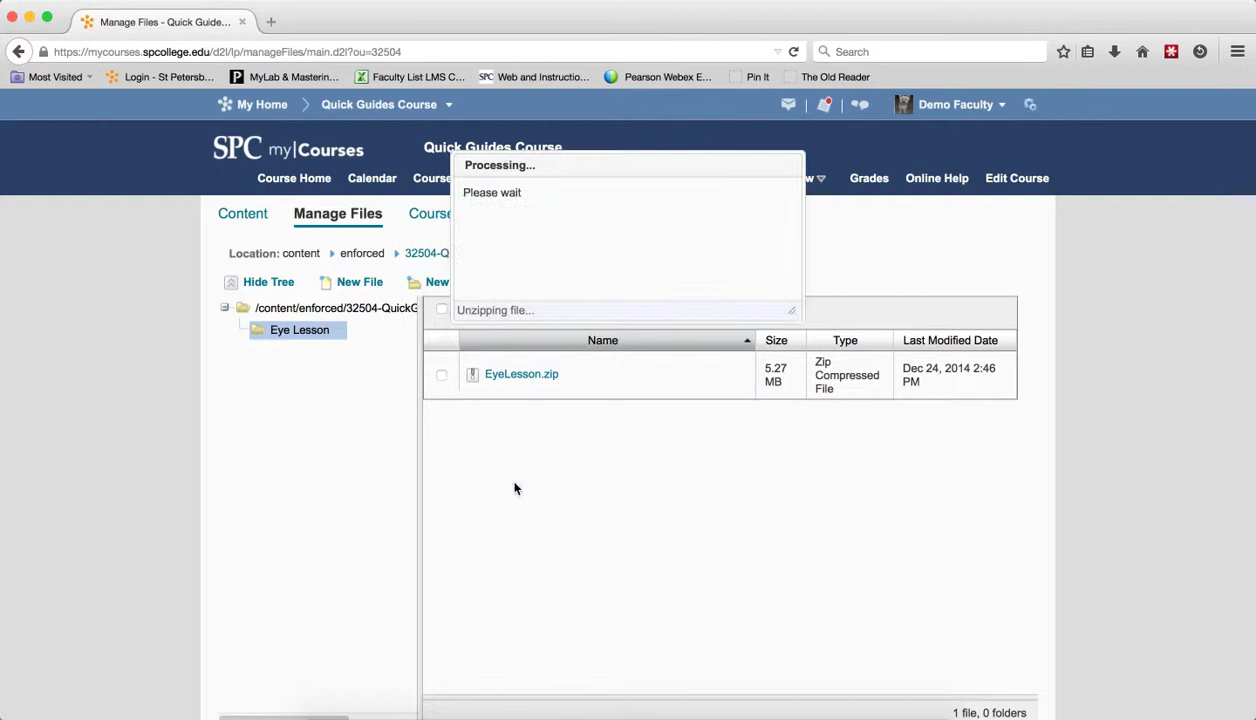 Manage Files - Quick Guide...
https://mycourses.spcollege.edu/d2l/lp/manageFiles/main.d2l?ou=32504
Search
Most Visited
Login - St Petersb...
MyLab & Mastering...
Faculty List LMS C...
SPC Web and Instructio...
Pearson Webex E...
Pin It
The Old Reader
My Home
Quick Guides Course
Demo Faculty
SPC my|Courses
Quick Guides Course
Course Home
Calendar
Grades
Online Help
Edit Course
Processing...
Please wait
Unzipping file...
Content
Manage Files
Location: content enforced 32504-Q
Hide Tree
New File
New
/content/enforced/32504-QuickG
Eye Lesson
Name
Size
Type
Last Modified Date
EyeLesson.zip
5.27
MB
Zip
Compressed
File
Dec 24, 2014 2:46
PM
1 file, 0 folders